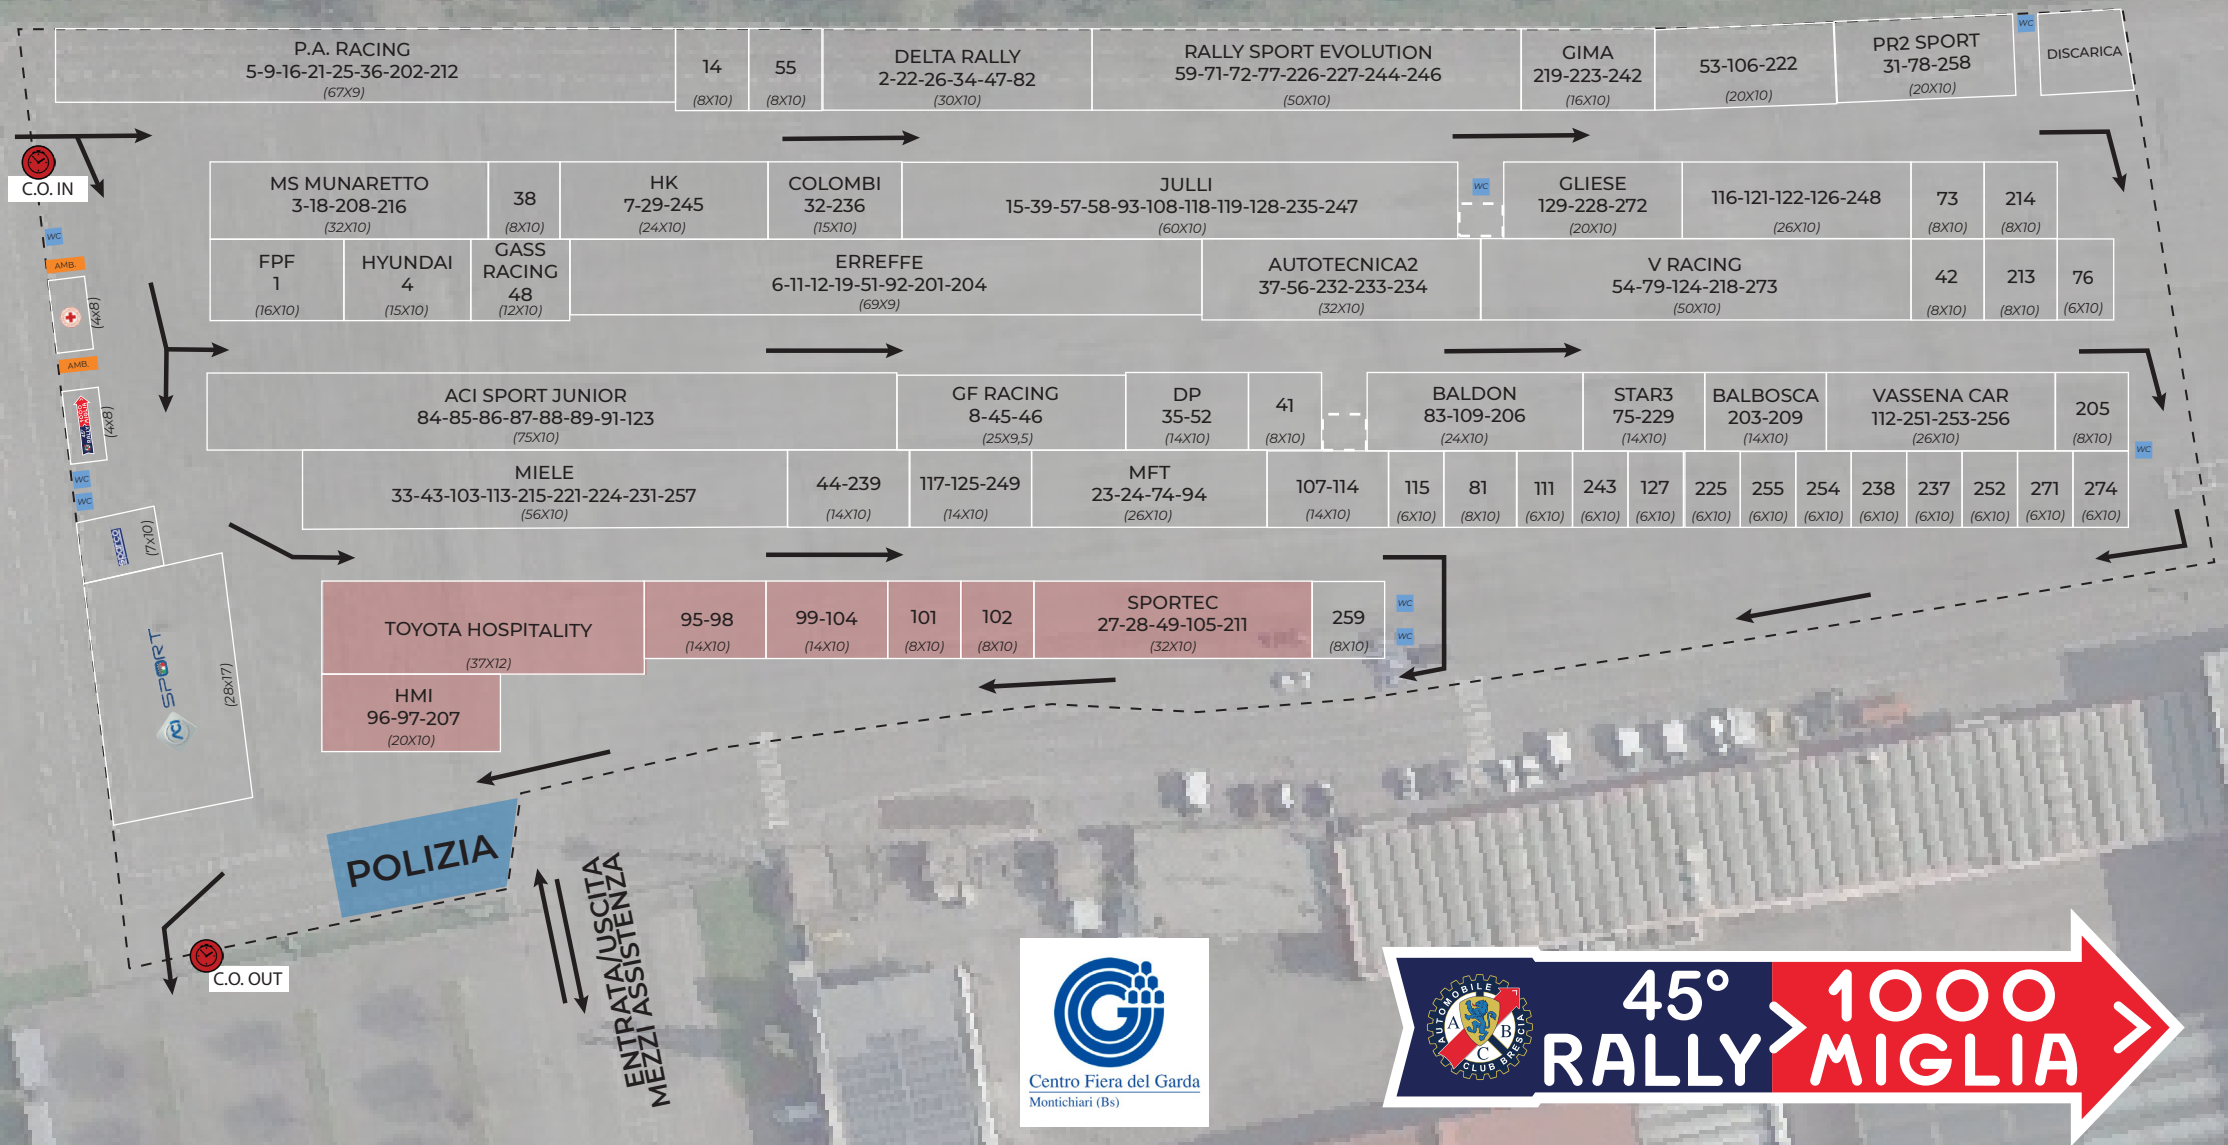 P.A. RACING
5-9-16-21-25-36-202-212
(67X9)
14
(8X10)
55
(8X10)
DELTA RALLY
2-22-26-34-47-82
(30X10)
RALLY SPORT EVOLUTION
59-71-72-77-226-227-244-246
(50X10)
GIMA
219-223-242
(16X10)
53-106-222
(20X10)
PR2 SPORT
31-78-258
(20X10)
WC
DISCARICA
C.O. IN
MS MUNARETTO
3-18-208-216
(32X10)
38
(8X10)
HK
7-29-245
(24X10)
COLOMBI
32-236
(15X10)
JULLI
15-39-57-58-93-108-118-119-128-235-247
(60X10)
WC
GLIESE
129-228-272
(20X10)
116-121-122-126-248
(26X10)
73
(8X10)
214
(8X10)
WC
AMB.
(4x8)
AMB.
FPF
1
(16X10)
HYUNDAI
4
(15X10)
GASS
RACING
48
(12X10)
ERREFFE
6-11-12-19-51-92-201-204
(69X9)
AUTOTECNICA2
37-56-232-233-234
(32X10)
V RACING
54-79-124-218-273
(50X10)
42
(8X10)
213
(8X10)
76
(6X10)
(4x8)
WC
WC
ACI SPORT JUNIOR
84-85-86-87-88-89-91-123
(75X10)
GF RACING
8-45-46
(25X9,5)
DP
35-52
(14X10)
41
(8X10)
BALDON
83-109-206
(24X10)
STAR3
75-229
(14X10)
BALBOSCA
203-209
(14X10)
VASSENA CAR
112-251-253-256
(26X10)
205
(8X10)
WC
MIELE
33-43-103-113-215-221-224-231-257
(56X10)
44-239
(14X10)
117-125-249
(14X10)
MFT
23-24-74-94
(26X10)
107-114
(14X10)
115
(6X10)
81
(8X10)
111
(6X10)
243
(6X10)
127
(6X10)
225
(6X10)
255
(6X10)
254
(6X10)
238
(6X10)
237
(6X10)
252
(6X10)
271
(6X10)
274
(6X10)
sparco
(7x10)
ACI SPORT
(28x17)
TOYOTA HOSPITALITY
(37X12)
95-98
(14X10)
99-104
(14X10)
101
(8X10)
102
(8X10)
SPORTEC
27-28-49-105-211
(32X10)
259
(8X10)
WC
WC
HMI
96-97-207
(20X10)
POLIZIA
C.O. OUT
ENTRATA/USCITA
MEZZI ASSISTENZA
Centro Fiera del Garda
Montichiari (Bs)
AUTOMOBILE
A B
C
CLUB BRESCIA
45°
RALLY
1000
MIGLIA